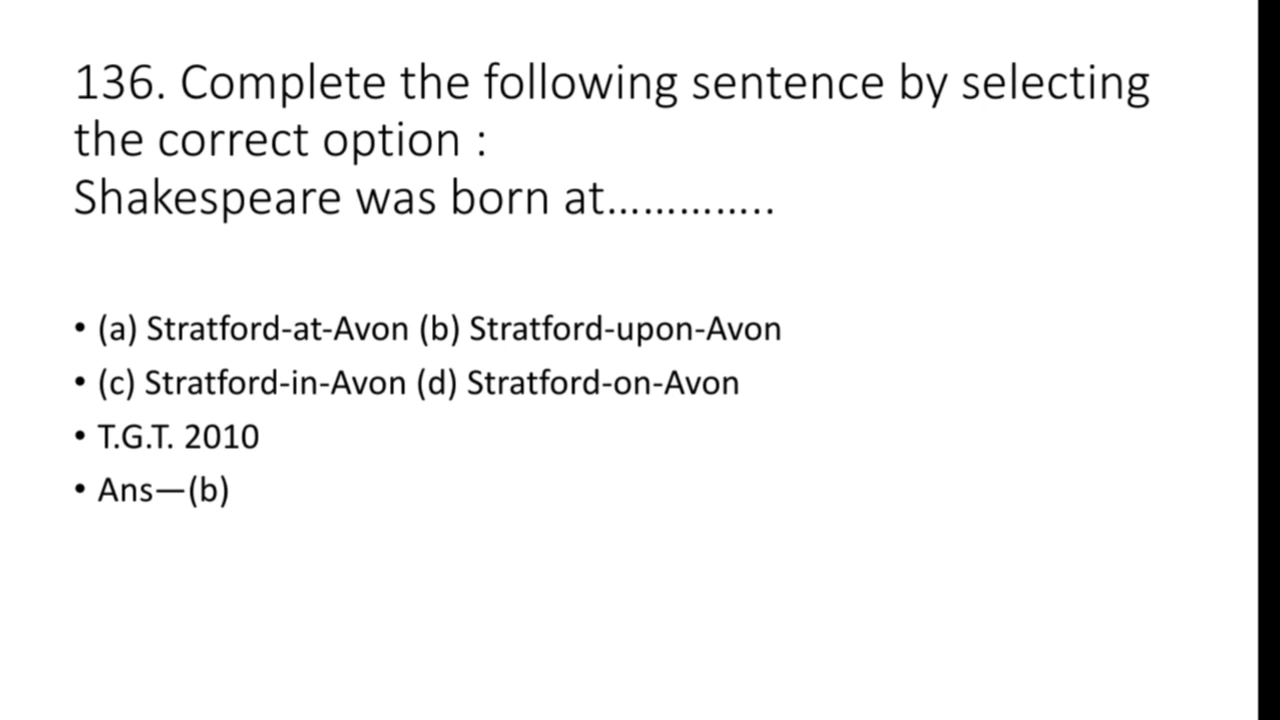 136. Complete the following sentence by selecting
the correct option :
Shakespeare was born at…………..
• (a) Stratford-at-Avon (b) Stratford-upon-Avon
• (c) Stratford-in-Avon (d) Stratford-on-Avon
• T.G.T. 2010
• Ans—(b)